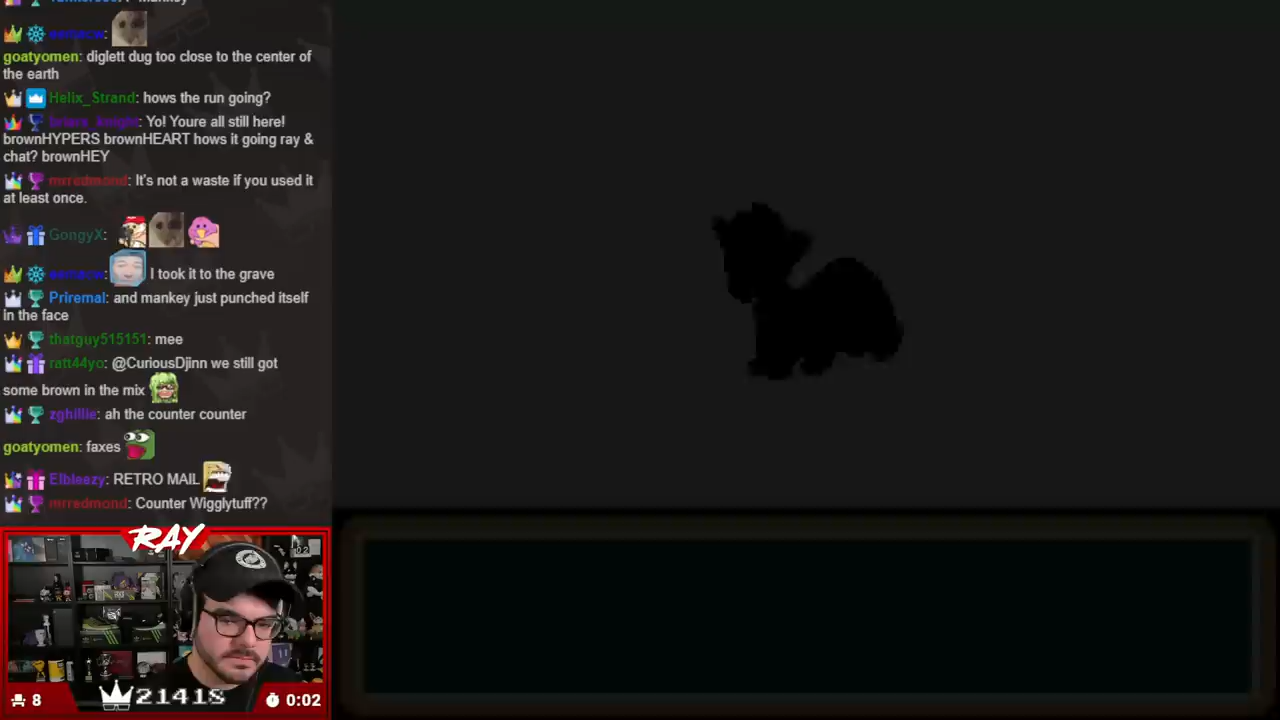 goatyomen: diglett dug too close to the center of
the earth
Helix_Strand: hows the run going?
Yo! Youre all still here!
brownHYPERS brownHEART hows it going ray &
chat? brownHEY
mrredmond: It's not a waste if you used it
at least once.
GongyX:
I took it to the grave
Priremal: and mankey just punched itself
in the face
thatguy515151: mee
ratt44yo: @CuriousDjinn we still got
some brown in the mix
zghillie: ah the counter counter
goatyomen: faxes
Elbleezy: RETRO MAIL
mrredmond: Counter Wigglytuff??
RAY
8
21418
0:02